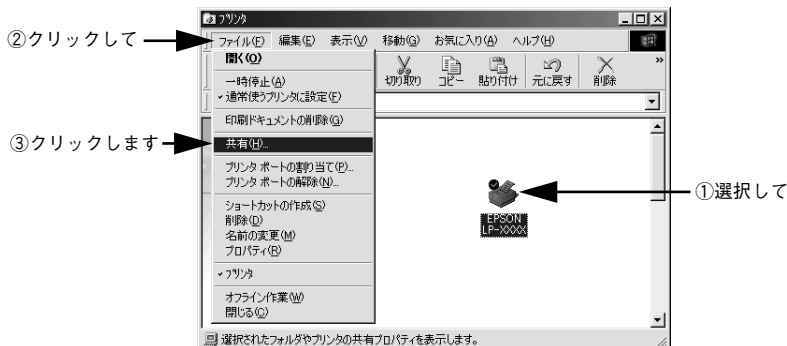 プリンタ
②クリックして
ファイル(F) 編集(E) 表示(V) 移動(G) お気に入り(A) ヘルプ(H)
開く(O)
切り取り コピー 貼り付け 元に戻す 削除 »
一時停止(A)
通常使うプリンタに設定(F)
印刷ドキュメントの削除(G)
③クリックします
共有(H)...
プリンタ ポートの割り当て(P)...
プリンタ ポートの解除(N)...
①選択して
ショートカットの作成(S)
削除(D)
名前の変更(M)
プロパティ(R)
EPSON
LP-XXXX
プリンタ
オフライン作業(W)
閉じる(C)
選択されたフォルダやプリンタの共有プロパティを表示します。